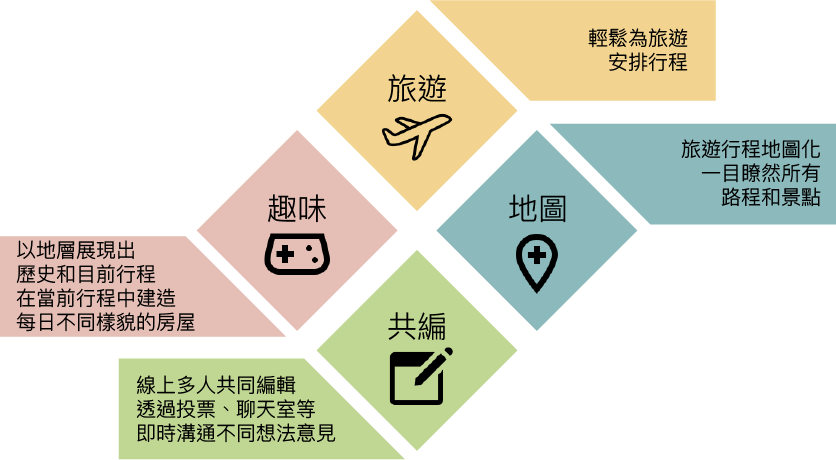 旅遊
輕鬆為旅遊
安排行程
地圖
旅遊行程地圖化
一目瞭然所有
路程和景點
趣味
以地層展現出
歷史和目前行程
在當前行程中建造
每日不同樣貌的房屋
共編
線上多人共同編輯
透過投票、聊天室等
即時溝通不同想法意見